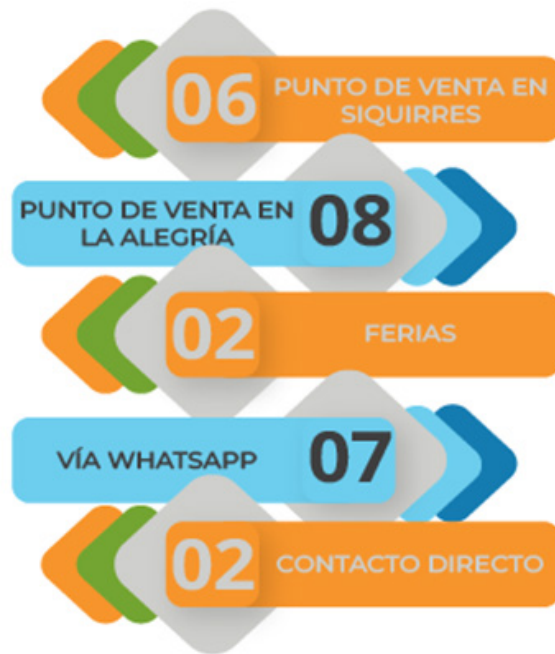 06
PUNTO DE VENTA EN
SIQUIRRES
PUNTO DE VENTA EN
LA ALEGRÍA
08
02
FERIAS
VÍA WHATSAPP
07
02
CONTACTO DIRECTO